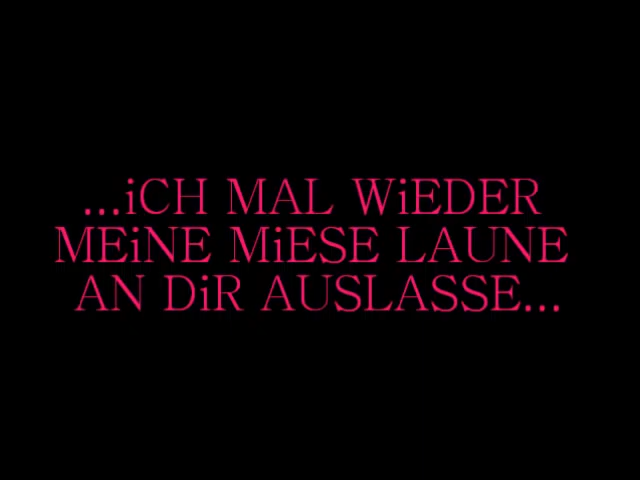 ...iCH MAL WiEDER
MEiNE MiESE LAUNE
AN DiR AUSLASSE...